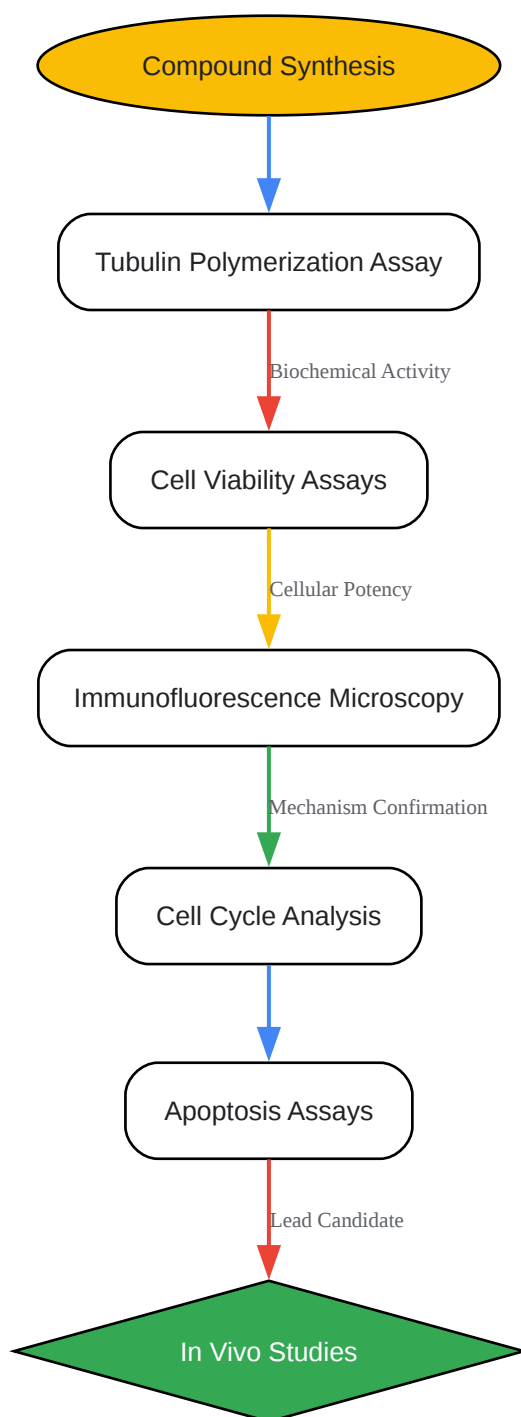 Compound Synthesis
Tubulin Polymerization Assay
Biochemical Activity
Cell Viability Assays
Cellular Potency
Immunofluorescence Microscopy
Mechanism Confirmation
Cell Cycle Analysis
Apoptosis Assays
Lead Candidate
In Vivo Studies